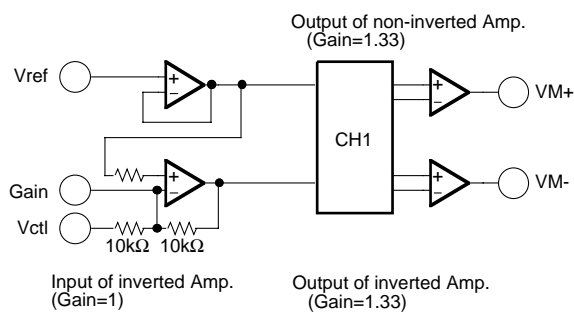 Output of non-inverted Amp.
(Gain=1.33)
Vref
+
−
+
−
VM+
CH1
+
−
Gain
+
−
VM-
Vctl
10kΩ 10kΩ
Input of inverted Amp.
(Gain=1)
Output of inverted Amp.
(Gain=1.33)